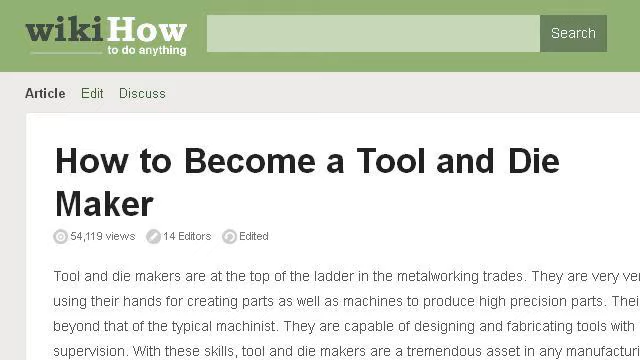 wikiHow
to do anything
Search
Article Edit Discuss
How to Become a Tool and Die
Maker
54,119 views 14 Editors Edited
Tool and die makers are at the top of the ladder in the metalworking trades. They are very ve
using their hands for creating parts as well as machines to produce high precision parts. Thei
beyond that of the typical machinist. They are capable of designing and fabricating tools with
supervision. With these skills, tool and die makers are a tremendous asset in any manufacturi